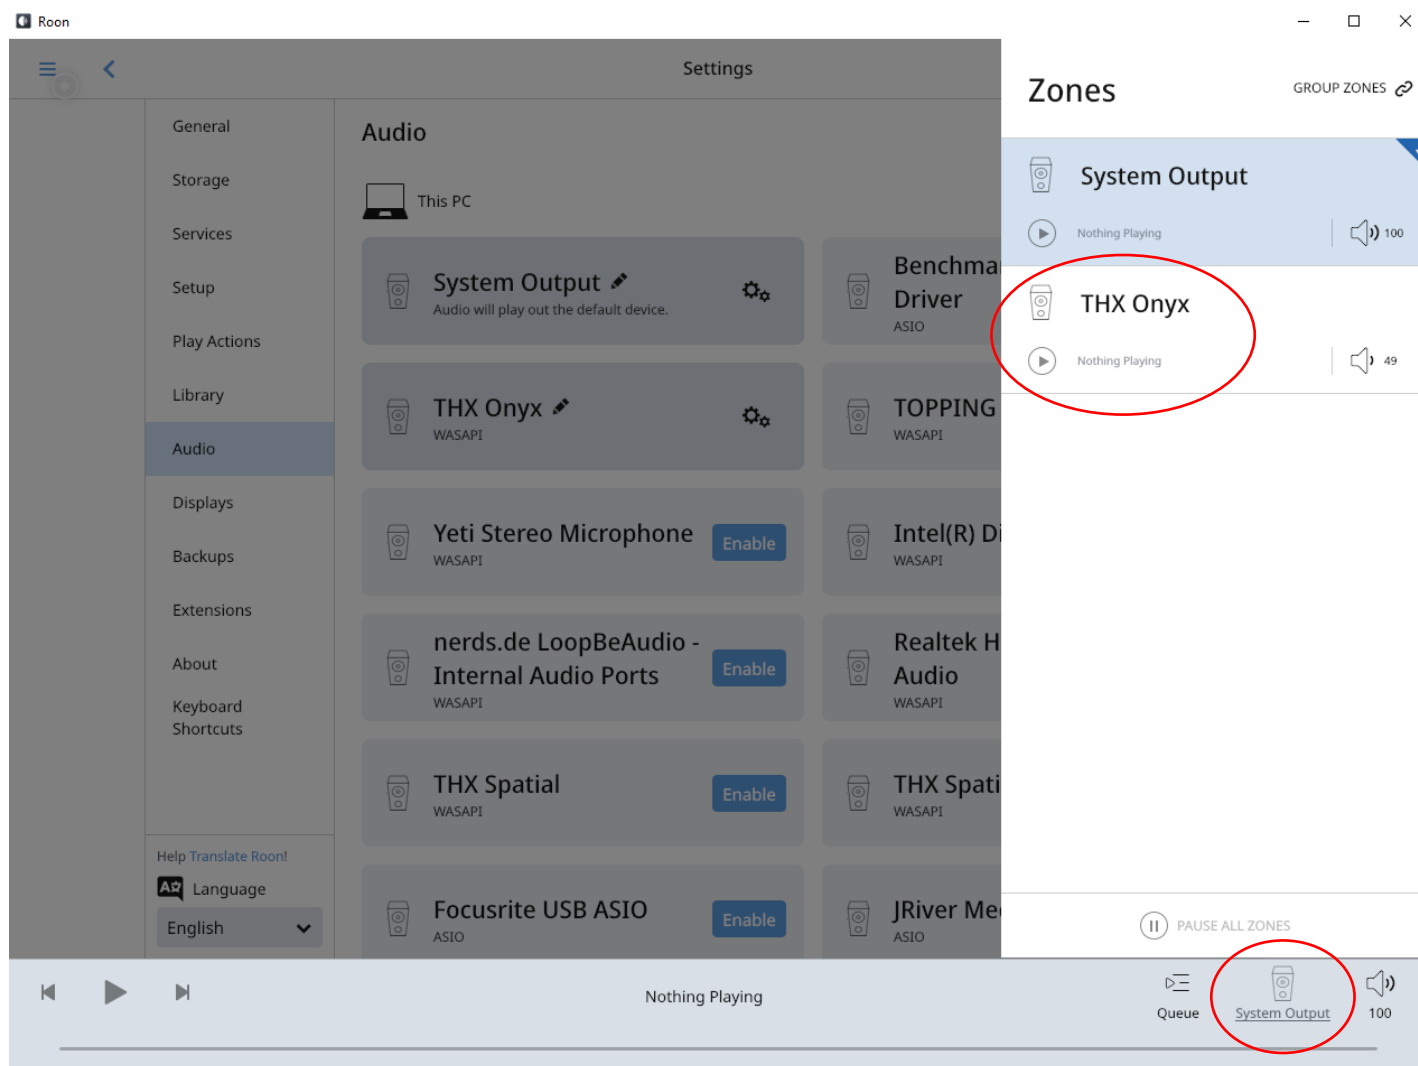 Roon
Settings
General
Storage
Services
Setup
Play Actions
Library
Audio
Displays
Backups
Extensions
About
Keyboard
Shortcuts
Help Translate Roon!
Language
English
Audio
This PC
System Output
Audio will play out the default device.
Benchma
Driver
ASIO
THX Onyx
WASAPI
TOPPING
WASAPI
Yeti Stereo Microphone
WASAPI
Enable
Intel(R) Di
WASAPI
nerds.de LoopBeAudio -
Internal Audio Ports
WASAPI
Enable
Realtek H
Audio
WASAPI
THX Spatial
WASAPI
Enable
THX Spati
WASAPI
Focusrite USB ASIO
ASIO
Enable
JRiver Me
ASIO
Zones
GROUP ZONES
System Output
Nothing Playing
100
THX Onyx
Nothing Playing
49
PAUSE ALL ZONES
Nothing Playing
Queue
System Output
100